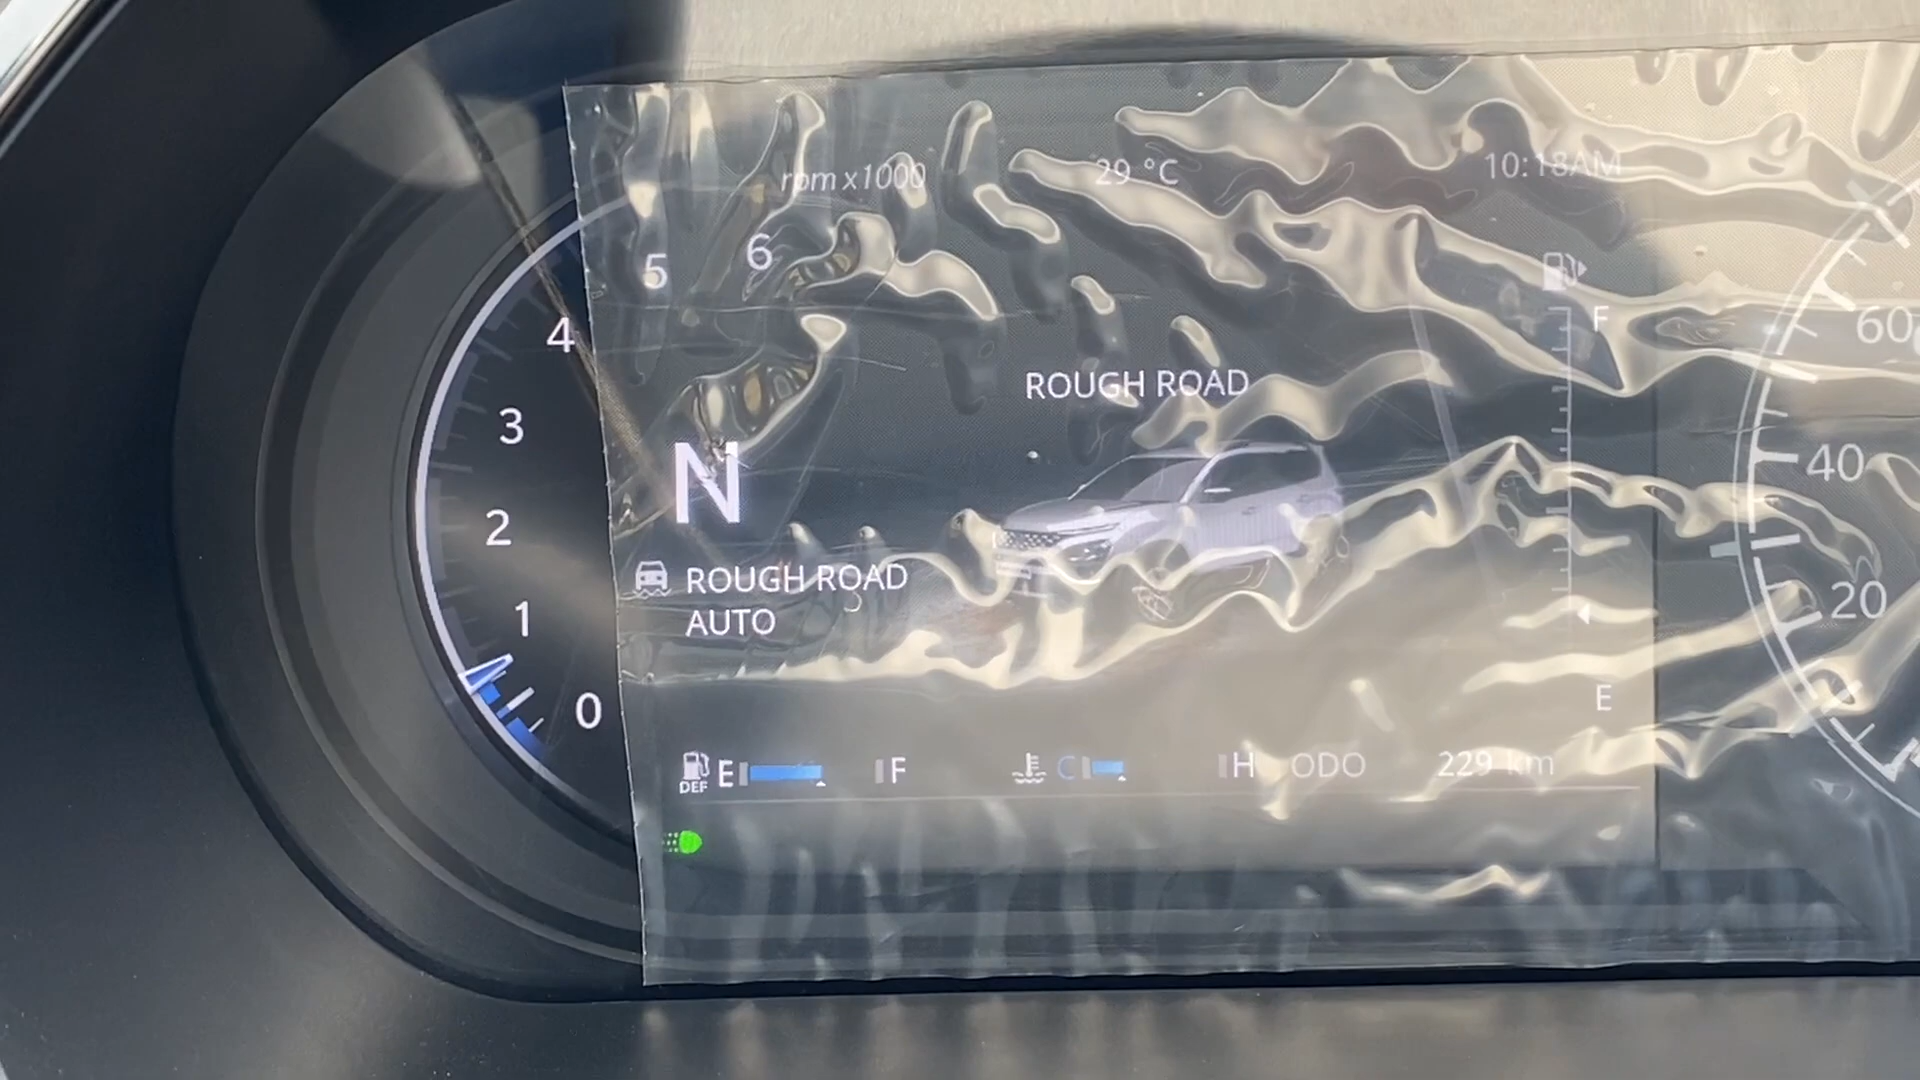 rpm x1000
29 °C
10:18AM
5
6
4
3
2
1
0
ROUGH ROAD
N
ROUGH ROAD
AUTO
F
E
60
40
20
DEF
E
F
C
H
ODO 229 km